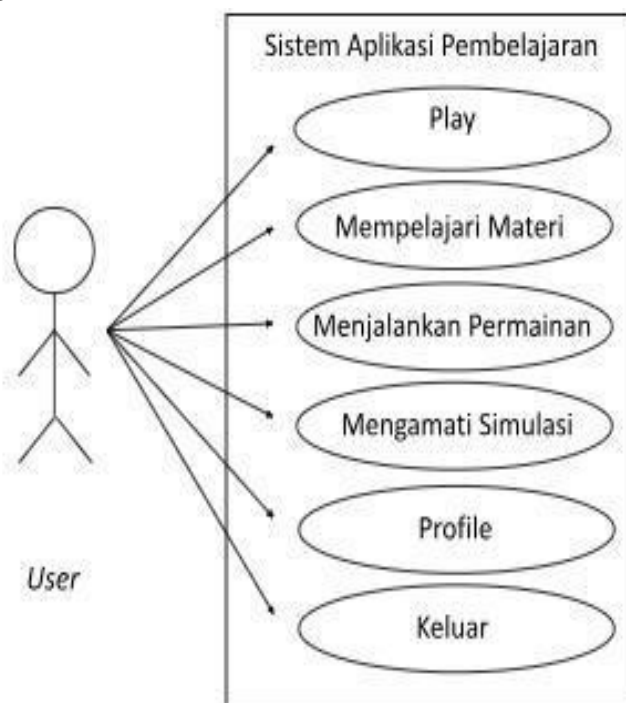 Sistem Aplikasi Pembelajaran
Play
Mempelajari Materi
Menjalankan Permainan
Mengamati Simulasi
Profile
Keluar
User